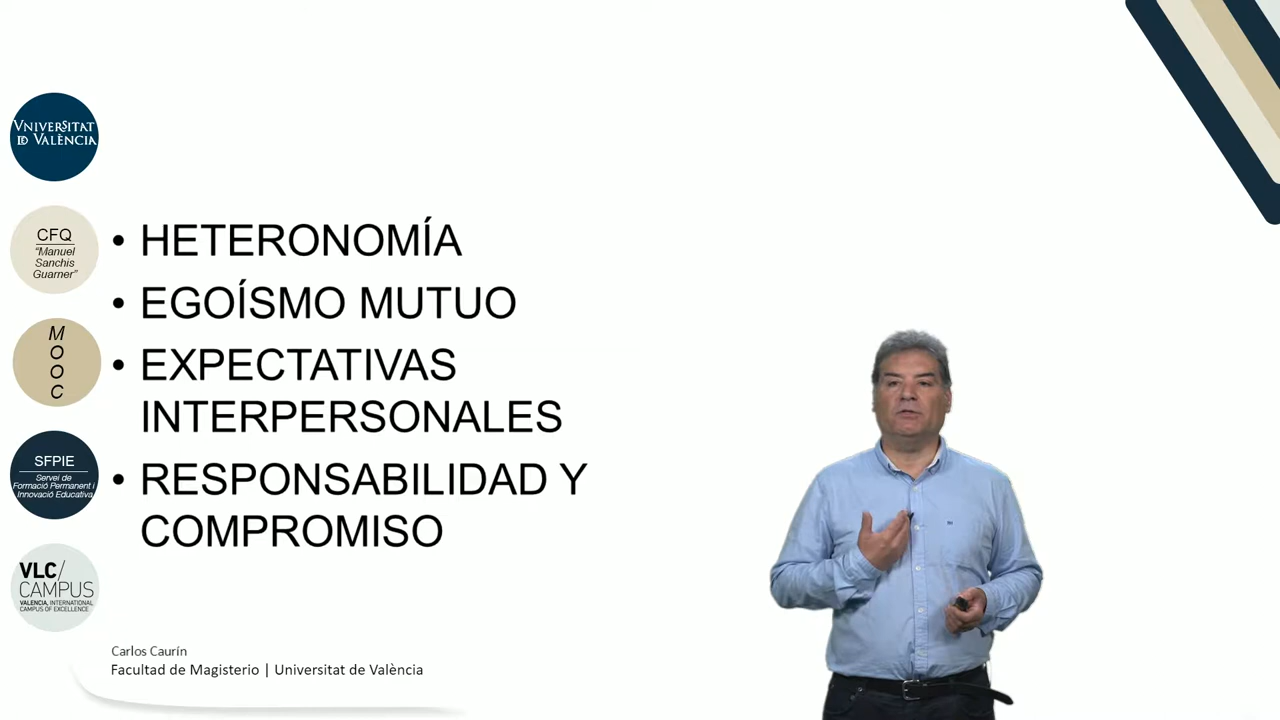 VNIVERSITAT
ID VALÈNCIA
CFQ
“Manuel
Sanchis
Guarner”
M
O
O
C
SFPIE
Servei de
Formació Permanent i
Innovació Educativa
VLC/
CAMPUS
VALENCIA, INTERNATIONAL
CAMPUS OF EXCELLENCE
• HETERONOMÍA
• EGOÍSMO MUTUO
• EXPECTATIVAS
INTERPERSONALES
• RESPONSABILIDAD Y
COMPROMISO
Carlos Caurín
Facultad de Magisterio | Universitat de València